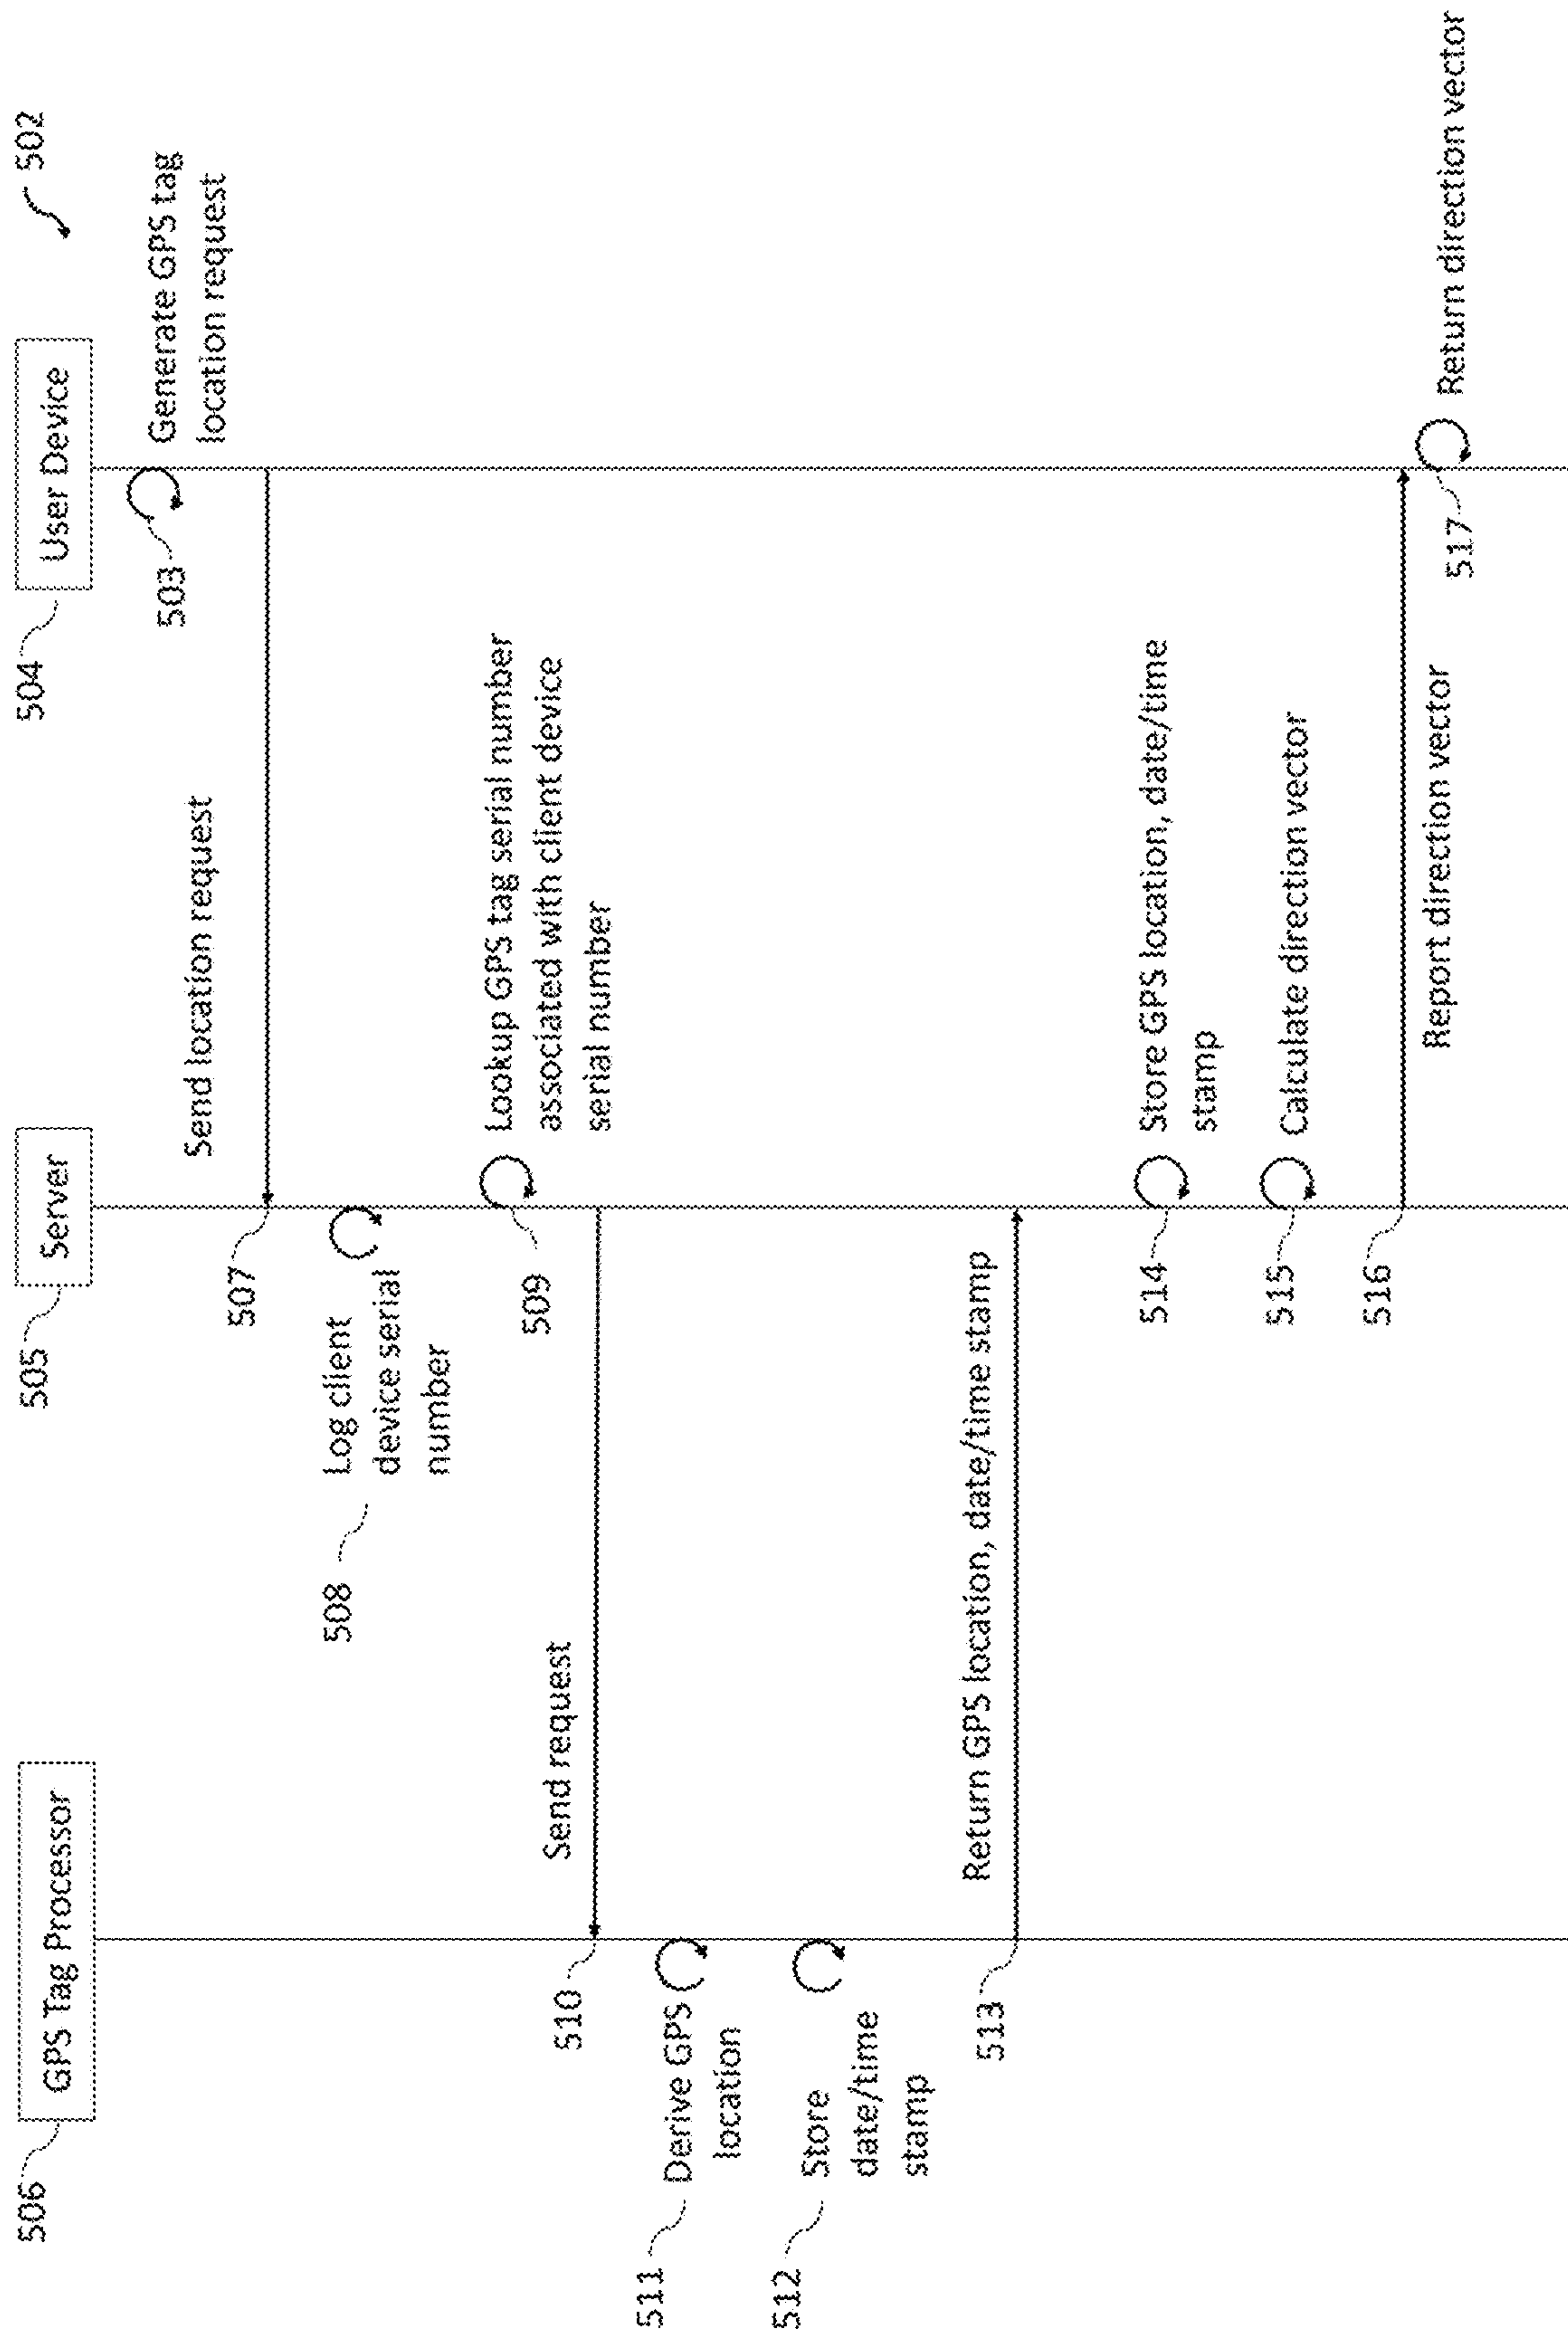 502
506
GPS Tag Processor
505
Server
504
User Device
503
Generate GPS tag
location request
Send location request
507
508
Log client
device serial
number
509
Lookup GPS tag serial number
associated with client device
serial number
Send request
510
511
Derive GPS
location
512
Store
date/time
stamp
Return GPS location, date/time stamp
513
514
Store GPS location, date/time
stamp
515
Calculate direction vector
516
Report direction vector
517
Return direction vector